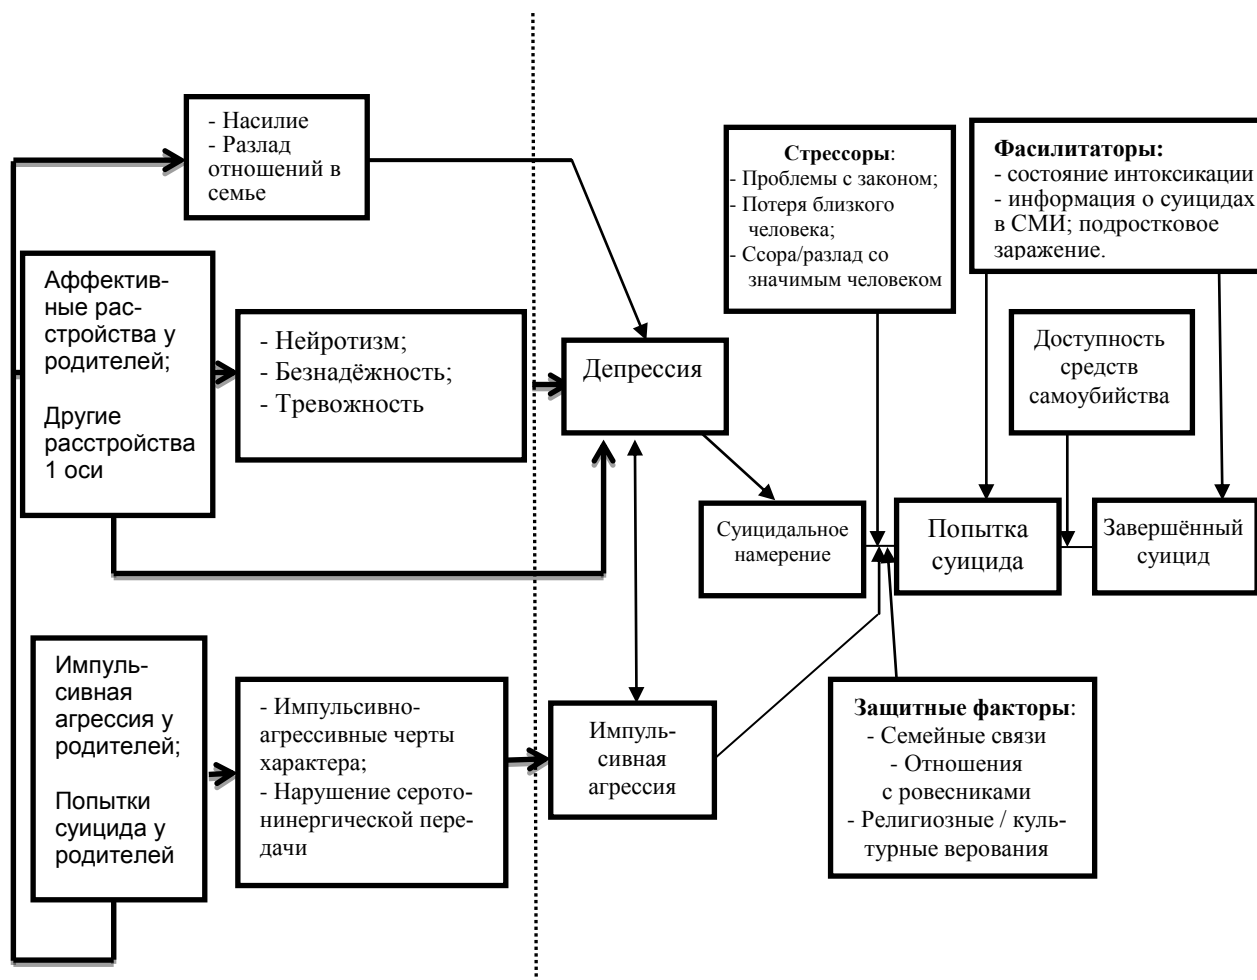 - Насилие
- Разлад
отношений в
семье
Аффектив-
ные рас-
стройства у
родителей;
Другие
расстройства
1 оси
- Нейротизм;
- Безнадёжность;
- Тревожность
Депрессия
Стрессоры:
- Проблемы с законом;
- Потеря близкого
человека;
- Ссора/разлад со
значимым человеком
Фасилитаторы:
- состояние интоксикации
- информация о суицидах
в СМИ; подростковое
заражение.
Доступность
средств
самоубийства
Суицидальное
намерение
Попытка
суицида
Завершённый
суицид
Импуль-
сивная
агрессия у
родителей;
Попытки
суицида у
родителей
- Импульсивно-
агрессивные черты
характера;
- Нарушение серото-
нинергической пере-
дачи
Импуль-
сивная
агрессия
Защитные факторы:
- Семейные связи
- Отношения
с ровесниками
- Религиозные / куль-
турные верования